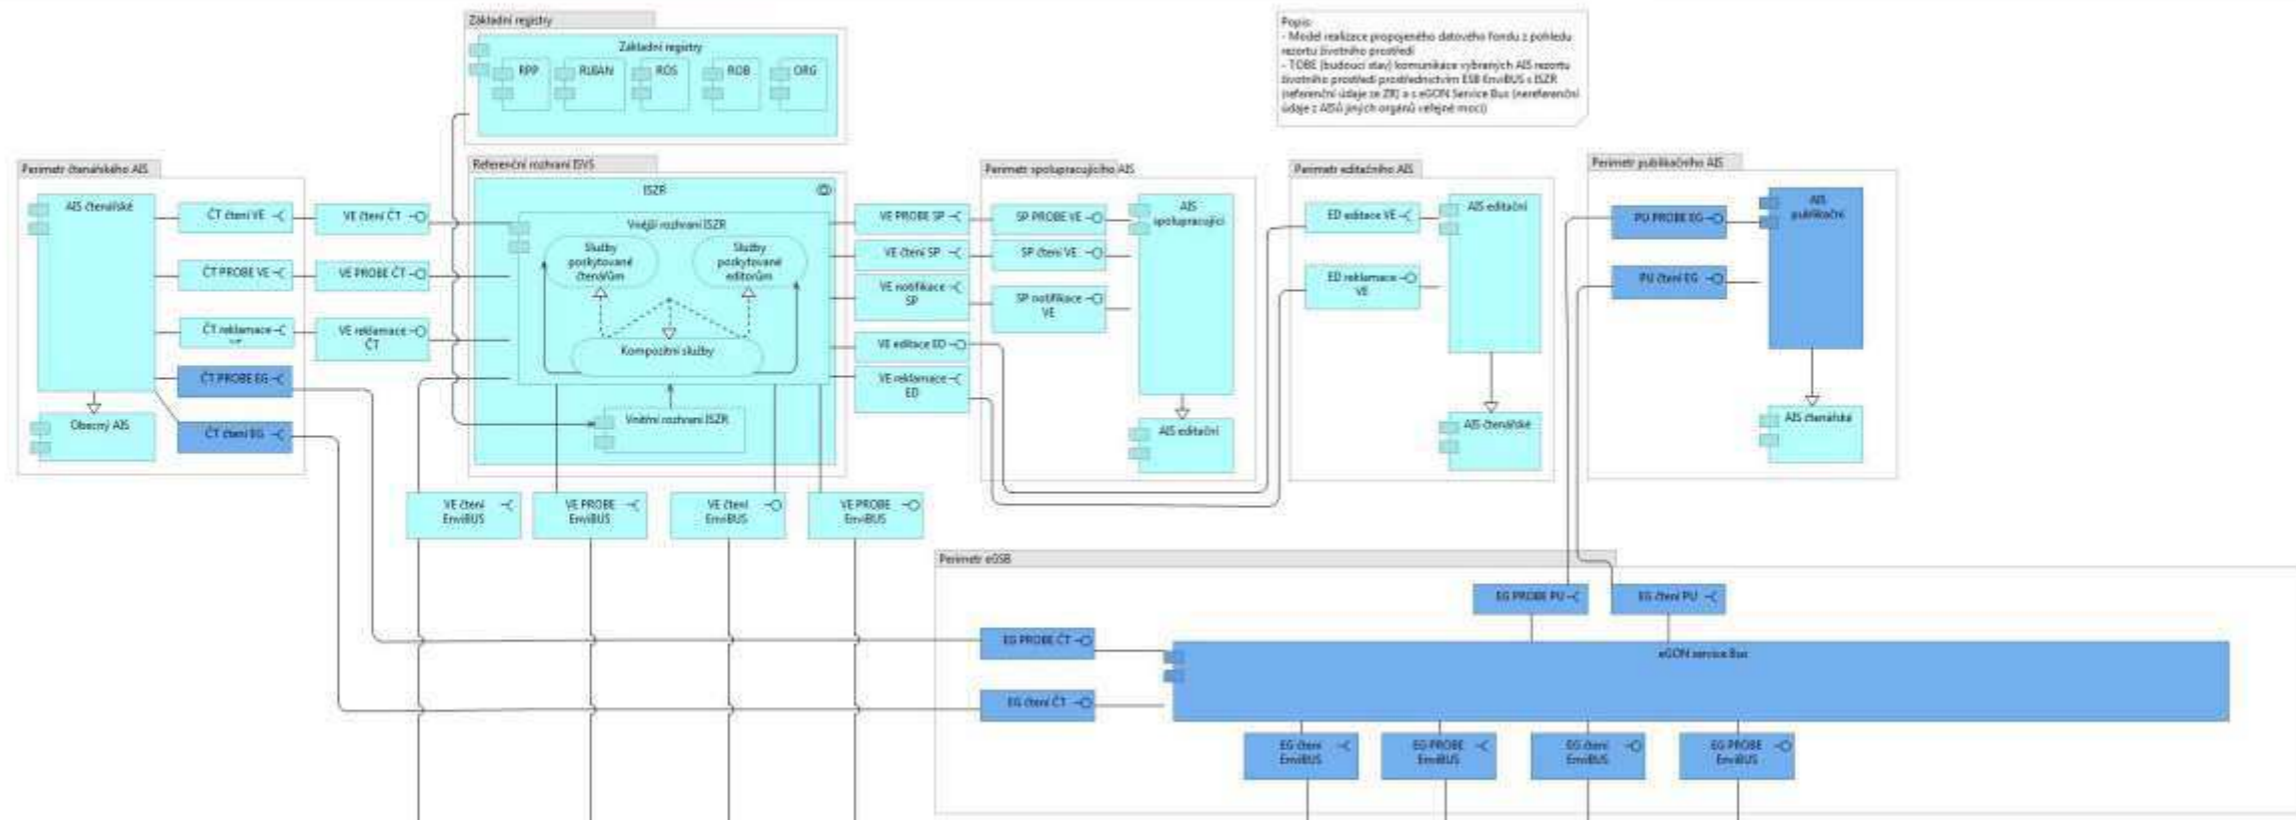 Základní registry
Základní registry
RPP
RUIAN
ROS
ROB
ORG
Popis:
- Model realizace propojeného datového fondu z pohledu
rezortu životního prostředí
- TOBE (budoucí stav) komunikace vybraných AIS rezortu
životního prostředí prostřednictvím ESB EnviBUS s ISZR
(referenční údaje ze ZR) a s eGON Service Bus (nereferenční
údaje z AISů jiných orgánů veřejné moci)
Perimetr čtenářského AIS
AIS čtenářské
ČT čtení VE
ČT PROBE VE
ČT reklamace
ČT PROBE EG
ČT čtení EG
Obecný AIS
VE čtení ČT
VE PROBE ČT
VE reklamace
ČT
Referenční rozhraní ISVS
ISZR
Vnější rozhraní ISZR
Služby
poskytované
čtenářům
Služby
poskytované
editorům
Kompozitní služby
Vnitřní rozhraní ISZR
VE PROBE SP
VE čtení SP
VE notifikace
SP
VE editace ED
VE reklamace
ED
Perimetr spolupracujícího AIS
SP PROBE VE
SP čtení VE
SP notifikace
VE
AIS
spolupracující
AIS editační
Perimetr editačního AIS
ED editace VE
ED reklamace
VE
AIS editační
AIS čtenářské
Perimetr publikačního AIS
PU PROBE EG
PU čtení EG
AIS
publikační
AIS čtenářské
VE čtení
EnviBUS
VE PROBE
EnviBUS
VE čtení
EnviBUS
VE PROBE
EnviBUS
Perimetr eGSB
EG PROBE PU
EG čtení PU
EG PROBE ČT
EG čtení ČT
eGON service Bus
EG čtení
EnviBUS
EG PROBE
EnviBUS
EG čtení
EnviBUS
EG PROBE
EnviBUS